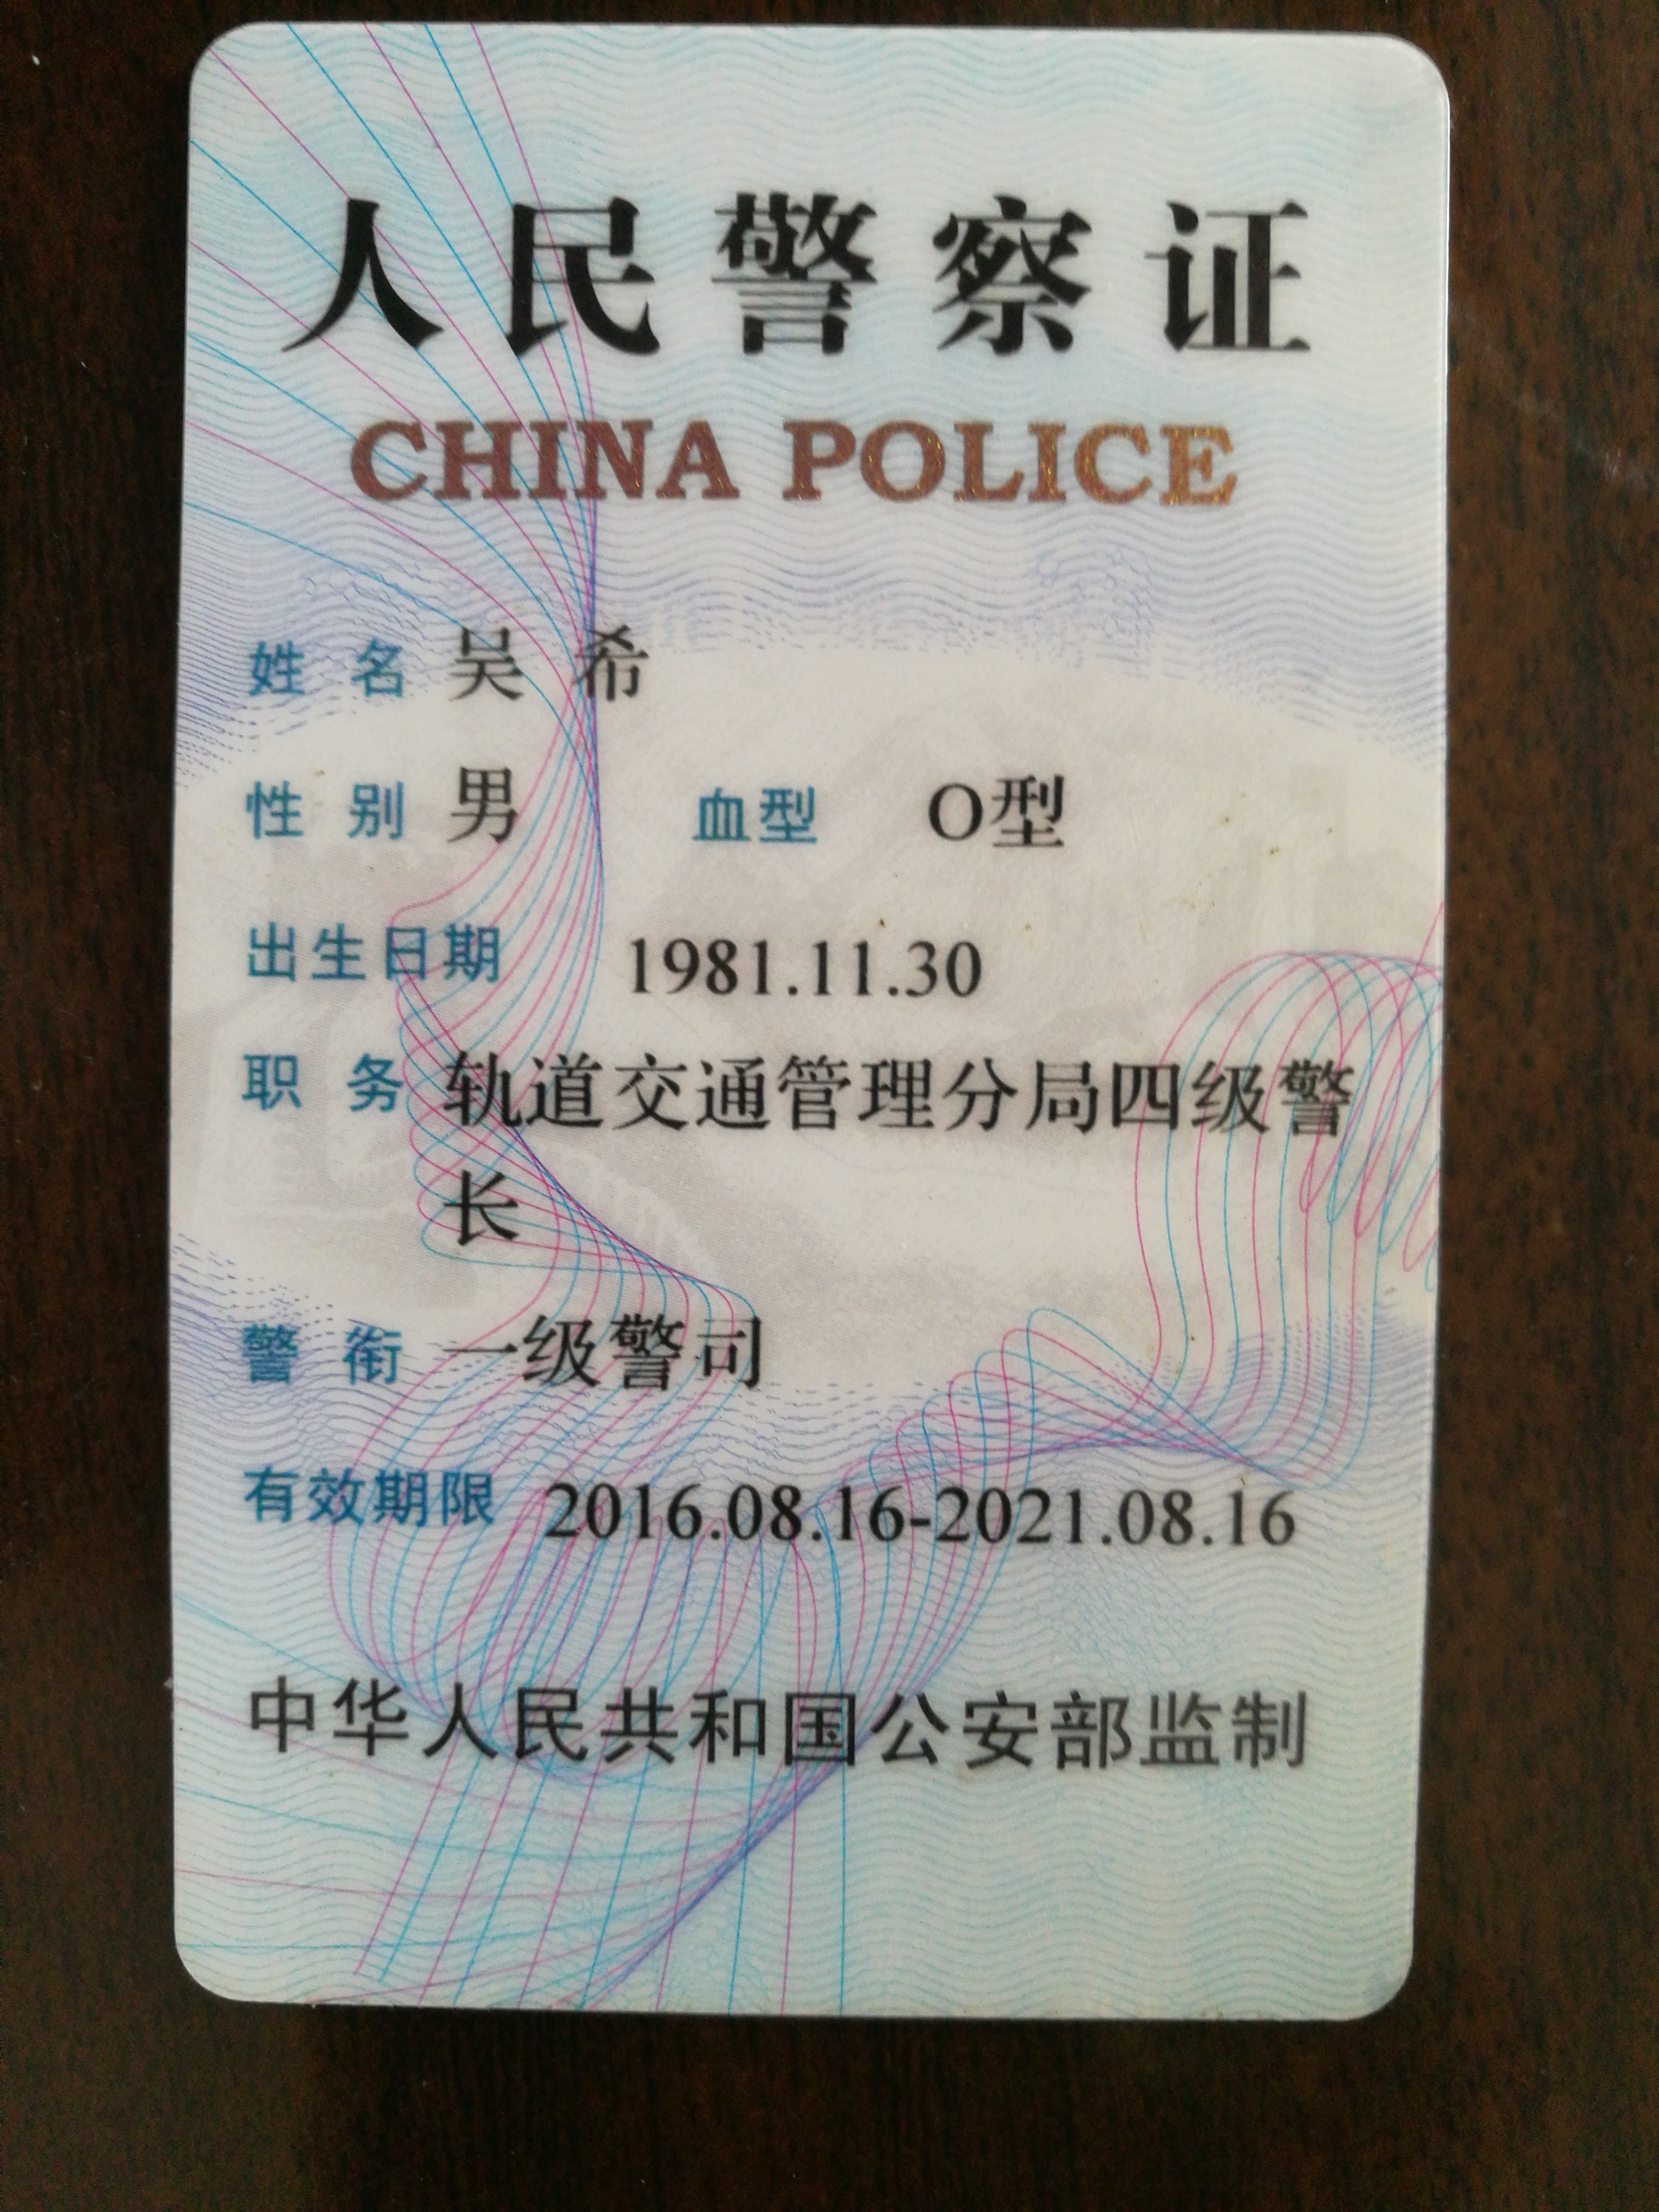 人民警察证
CHINA POLICE
姓 名 吴 希
性 别 男 血型 O型
出生日期 1981.11.30
职 务 轨道交通管理分局四级警
长
警 衔 一级警司
有效期限 2016.08.16-2021.08.16
中华人民共和国公安部监制